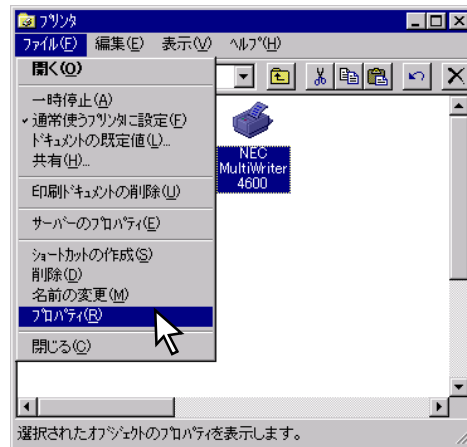 プリンタ
ファイル(F) 編集(E) 表示(V) ヘルプ(H)
開く(O)
一時停止(A)
通常使うプリンタに設定(F)
ドキュメントの既定値(L)...
共有(H)...
印刷ドキュメントの削除(U)
サーバーのプロパティ(E)
ショートカットの作成(S)
削除(D)
名前の変更(M)
プロパティ(R)
閉じる(C)
NEC
MultiWriter
4600
選択されたオブジェクトのプロパティを表示します。